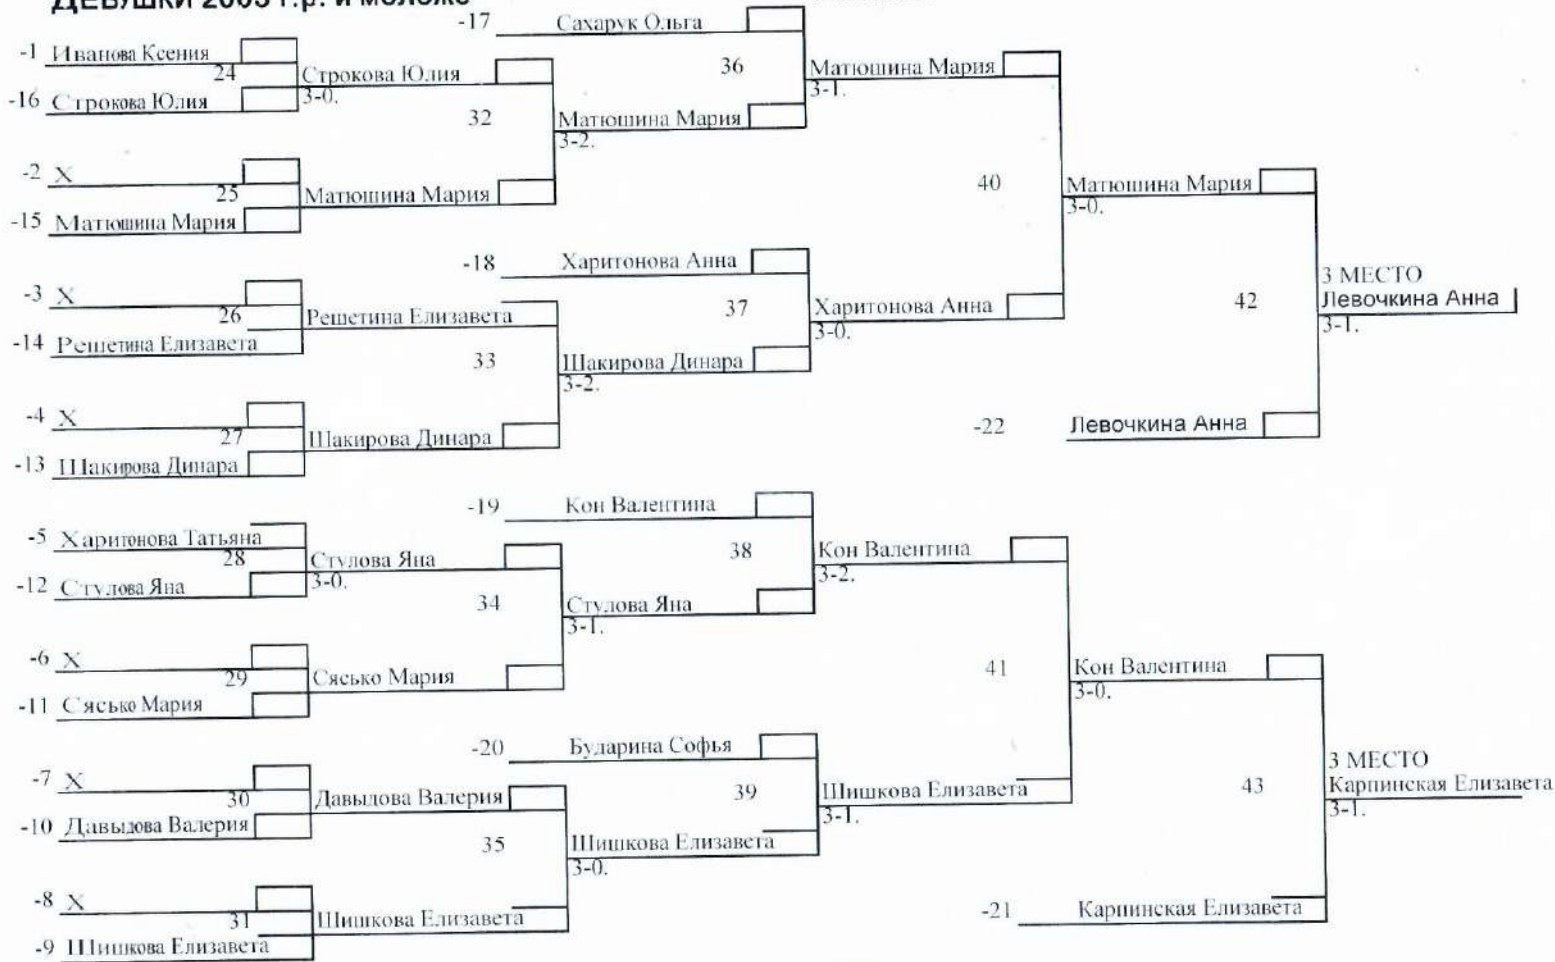 -17 Сахарук Ольга
-1 Иванова Ксения
24 Строкова Юлия
3-0.
-16 Строкова Юлия
36 Матюшина Мария
3-1.
32 Матюшина Мария
3-2.
-2 X
25 Матюшина Мария
-15 Матюшина Мария
40 Матюшина Мария
3-0.
-18 Харитонова Анна
-3 X
26 Решетина Елизавета
-14 Решетина Елизавета
37 Харитонова Анна
3-0.
42 3 МЕСТО
Левочкина Анна
3-1.
33 Шакирова Динара
3-2.
-4 X
27 Шакирова Динара
-13 Шакирова Динара
-22 Левочкина Анна
-19 Кон Валентина
-5 Харитонова Татьяна
28 Стулова Яна
3-0.
-12 Стулова Яна
38 Кон Валентина
3-2.
34 Стулова Яна
3-1.
-6 X
29 Сясько Мария
-11 Сясько Мария
41 Кон Валентина
3-0.
-20 Бударина Софья
-7 X
30 Давыдова Валерия
-10 Давыдова Валерия
39 Шишкова Елизавета
3-1.
43 3 МЕСТО
Карпинская Елизавета
3-1.
35 Шишкова Елизавета
3-0.
-8 X
31 Шишкова Елизавета
-9 Шишкова Елизавета
-21 Карпинская Елизавета